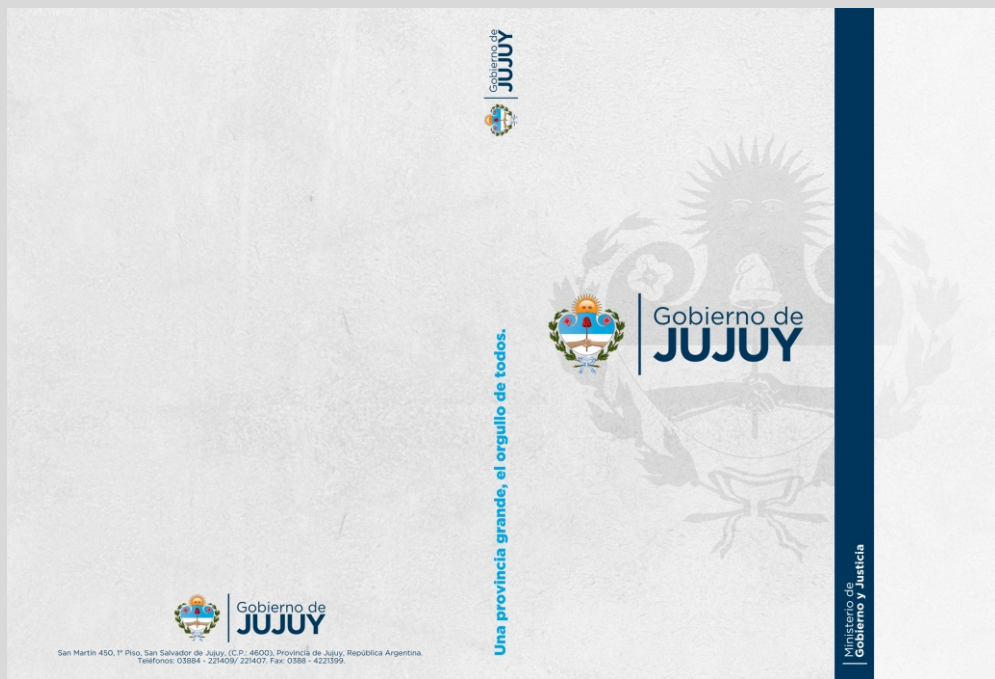 Gobierno de
JUJUY
Una provincia grande, el orgullo de todos.
Gobierno de
JUJUY
Ministerio de
Gobierno y Justicia
Gobierno de
JUJUY
San Martín 450, 1° Piso, San Salvador de Jujuy, (C.P.: 4600), Provincia de Jujuy, República Argentina.
Teléfonos: 03884 - 221409/ 221407. Fax: 0388 - 4221399.